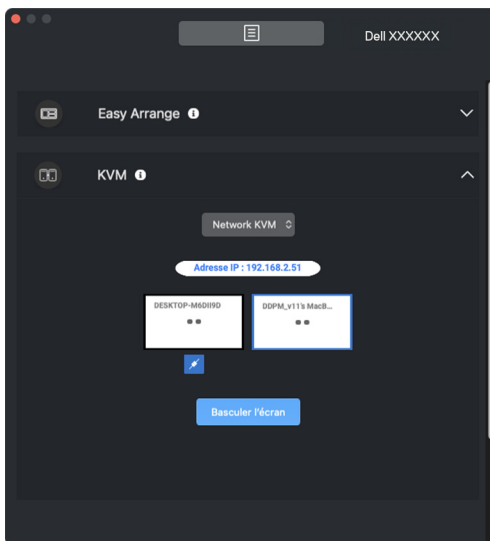 Dell XXXXXX
Easy Arrange
KVM
Network KVM
Adresse IP : 192.168.2.51
DESKTOP-M6DII9D
DDPM_v11's MacB...
Basculer l'écran